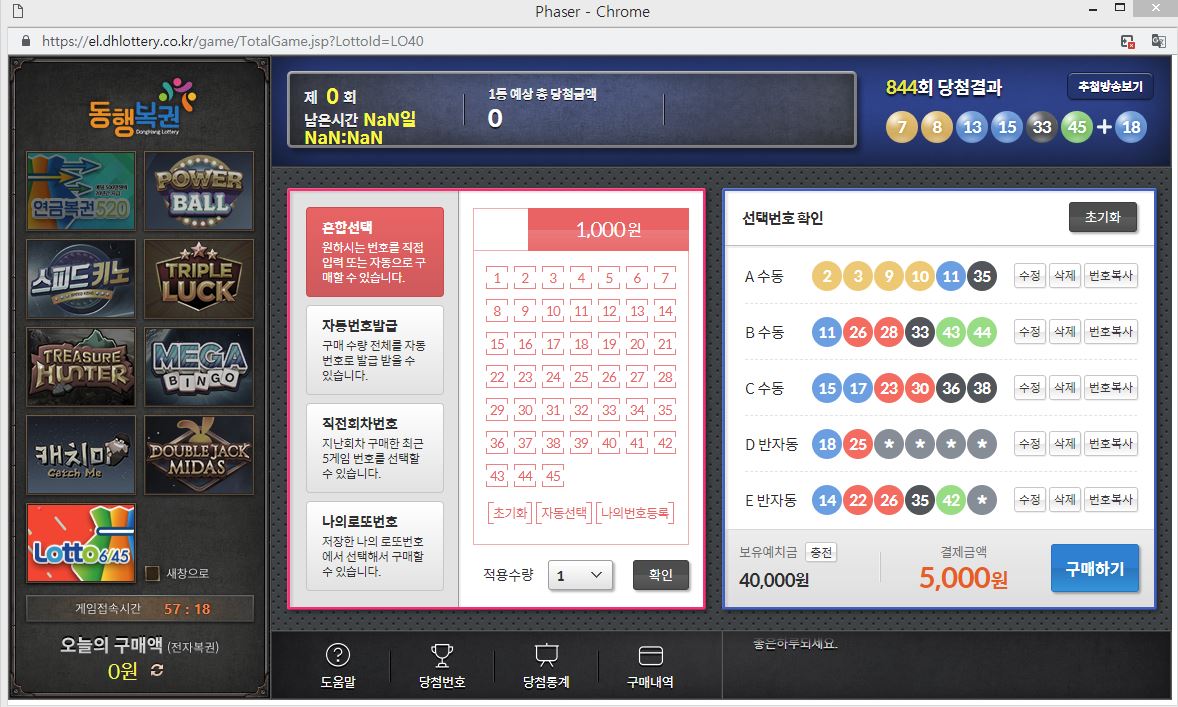 Phaser - Chrome
https://el.dhlottery.co.kr/game/TotalGame.jsp?LottoId=LO40
동행복권
DongHang Lottery
연금복권520
POWER BALL
스피드키노
SPEED KENO
TRIPLE LUCK
TREASURE HUNTER
MEGA BINGO
캐치미
Catch Me
DOUBLE JACK MIDAS
Lotto 6/45
새창으로
게임접속시간 57 : 18
오늘의 구매액 (전자복권)
0원
제 0 회
남은시간 NaN일
NaN:NaN
1등 예상 총 당첨금액
0
844회 당첨결과
추첨방송보기
7 8 13 15 33 45 + 18
혼합선택
원하시는 번호를 직접
입력 또는 자동으로 구
매할 수 있습니다.
자동번호발급
구매 수량 전체를 자동
번호로 발급 받을 수
있습니다.
직전회차번호
지난회차 구매한 최근
5게임 번호를 선택할
수 있습니다.
나의로또번호
저장한 나의 로또번호
에서 선택해서 구매할
수 있습니다.
1,000원
1 2 3 4 5 6 7
8 9 10 11 12 13 14
15 16 17 18 19 20 21
22 23 24 25 26 27 28
29 30 31 32 33 34 35
36 37 38 39 40 41 42
43 44 45
초기화 자동선택 나의번호등록
적용수량 1 확인
선택번호 확인 초기화
A 수동 2 3 9 10 11 35 수정 삭제 번호복사
B 수동 11 26 28 33 43 44 수정 삭제 번호복사
C 수동 15 17 23 30 36 38 수정 삭제 번호복사
D 반자동 18 25 * * * * 수정 삭제 번호복사
E 반자동 14 22 26 35 42 * 수정 삭제 번호복사
보유예치금 충전
40,000원
결제금액
5,000원
구매하기
도움말 당첨번호 당첨통계 구매내역
좋은하루되세요.